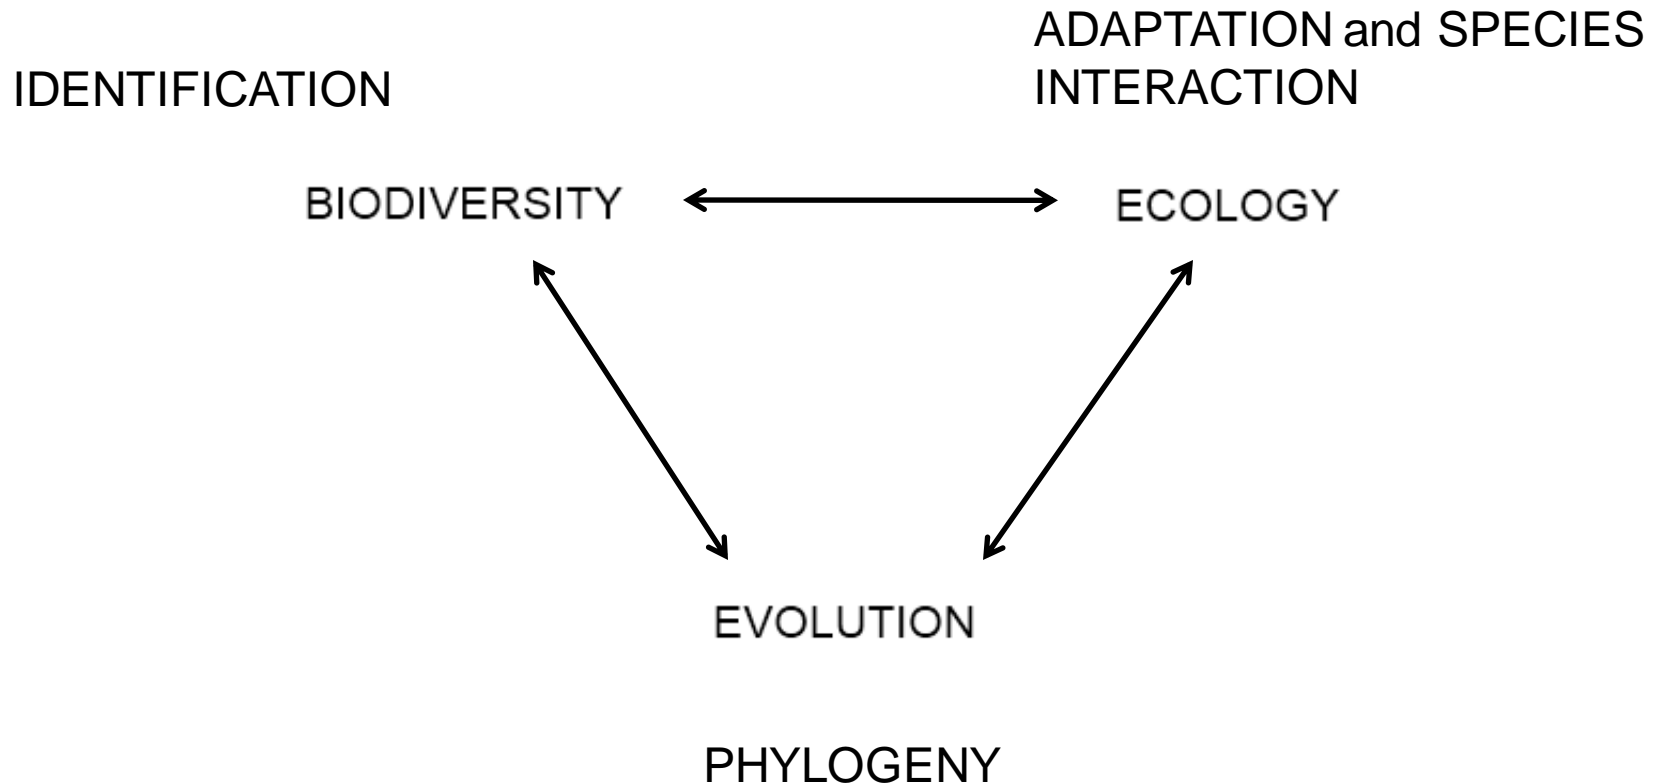 ADAPTATION and SPECIES
INTERACTION
IDENTIFICATION
BIODIVERSITY
ECOLOGY
EVOLUTION
PHYLOGENY